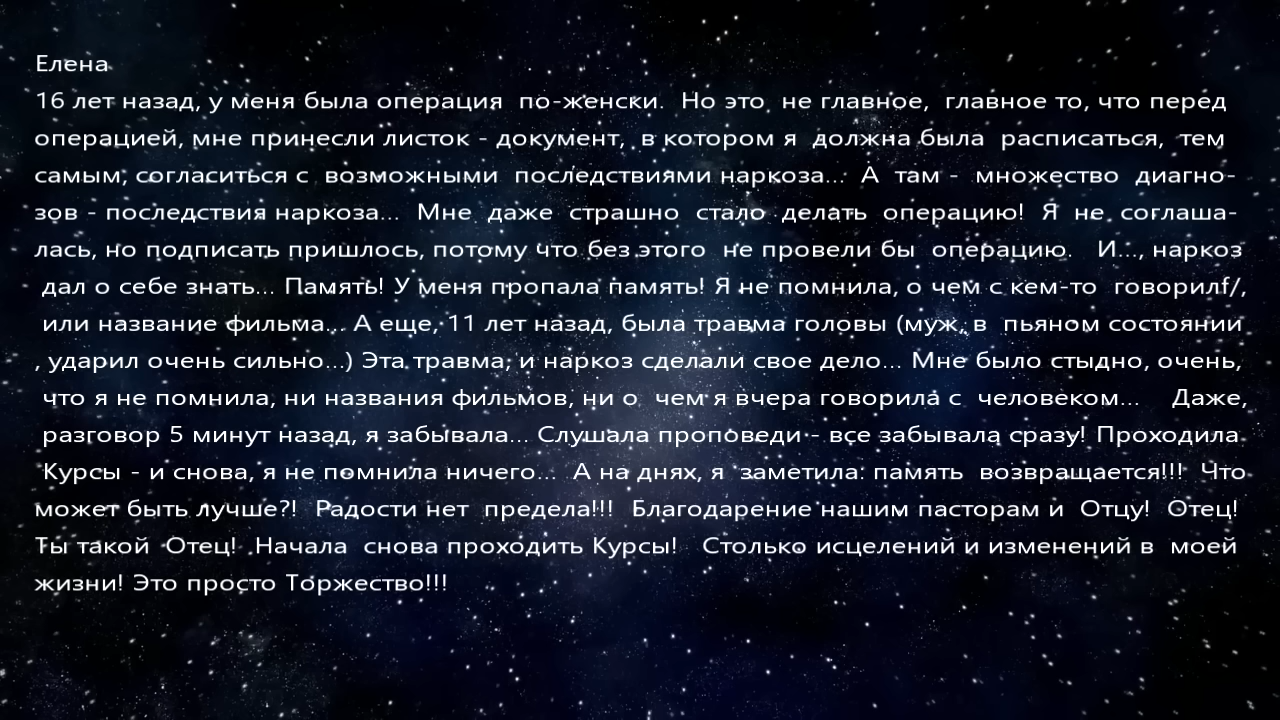 Елена
16 лет назад, у меня была операция по-женски. Но это не главное, главное то, что перед
операцией, мне принесли листок - документ, в котором я должна была расписаться, тем
самым, согласиться с возможными последствиями наркоза... А там - множество диагно-
зов - последствия наркоза... Мне даже страшно стало делать операцию! Я не соглаша-
лась, но подписать пришлось, потому что без этого не провели бы операцию. И..., наркоз
дал о себе знать... Память! У меня пропала память! Я не помнила, о чем с кем-то говорилf/,
или название фильма... А еще, 11 лет назад, была травма головы (муж, в пьяном состоянии
, ударил очень сильно...) Эта травма, и наркоз сделали свое дело... Мне было стыдно, очень,
что я не помнила, ни названия фильмов, ни о чем я вчера говорила с человеком... Даже,
разговор 5 минут назад, я забывала... Слушала проповеди - все забывала сразу! Проходила
Курсы - и снова, я не помнила ничего... А на днях, я заметила: память возвращается!!! Что
может быть лучше?! Радости нет предела!!! Благодарение нашим пасторам и Отцу! Отец!
Ты такой Отец! Начала снова проходить Курсы! Столько исцелений и изменений в моей
жизни! Это просто Торжество!!!